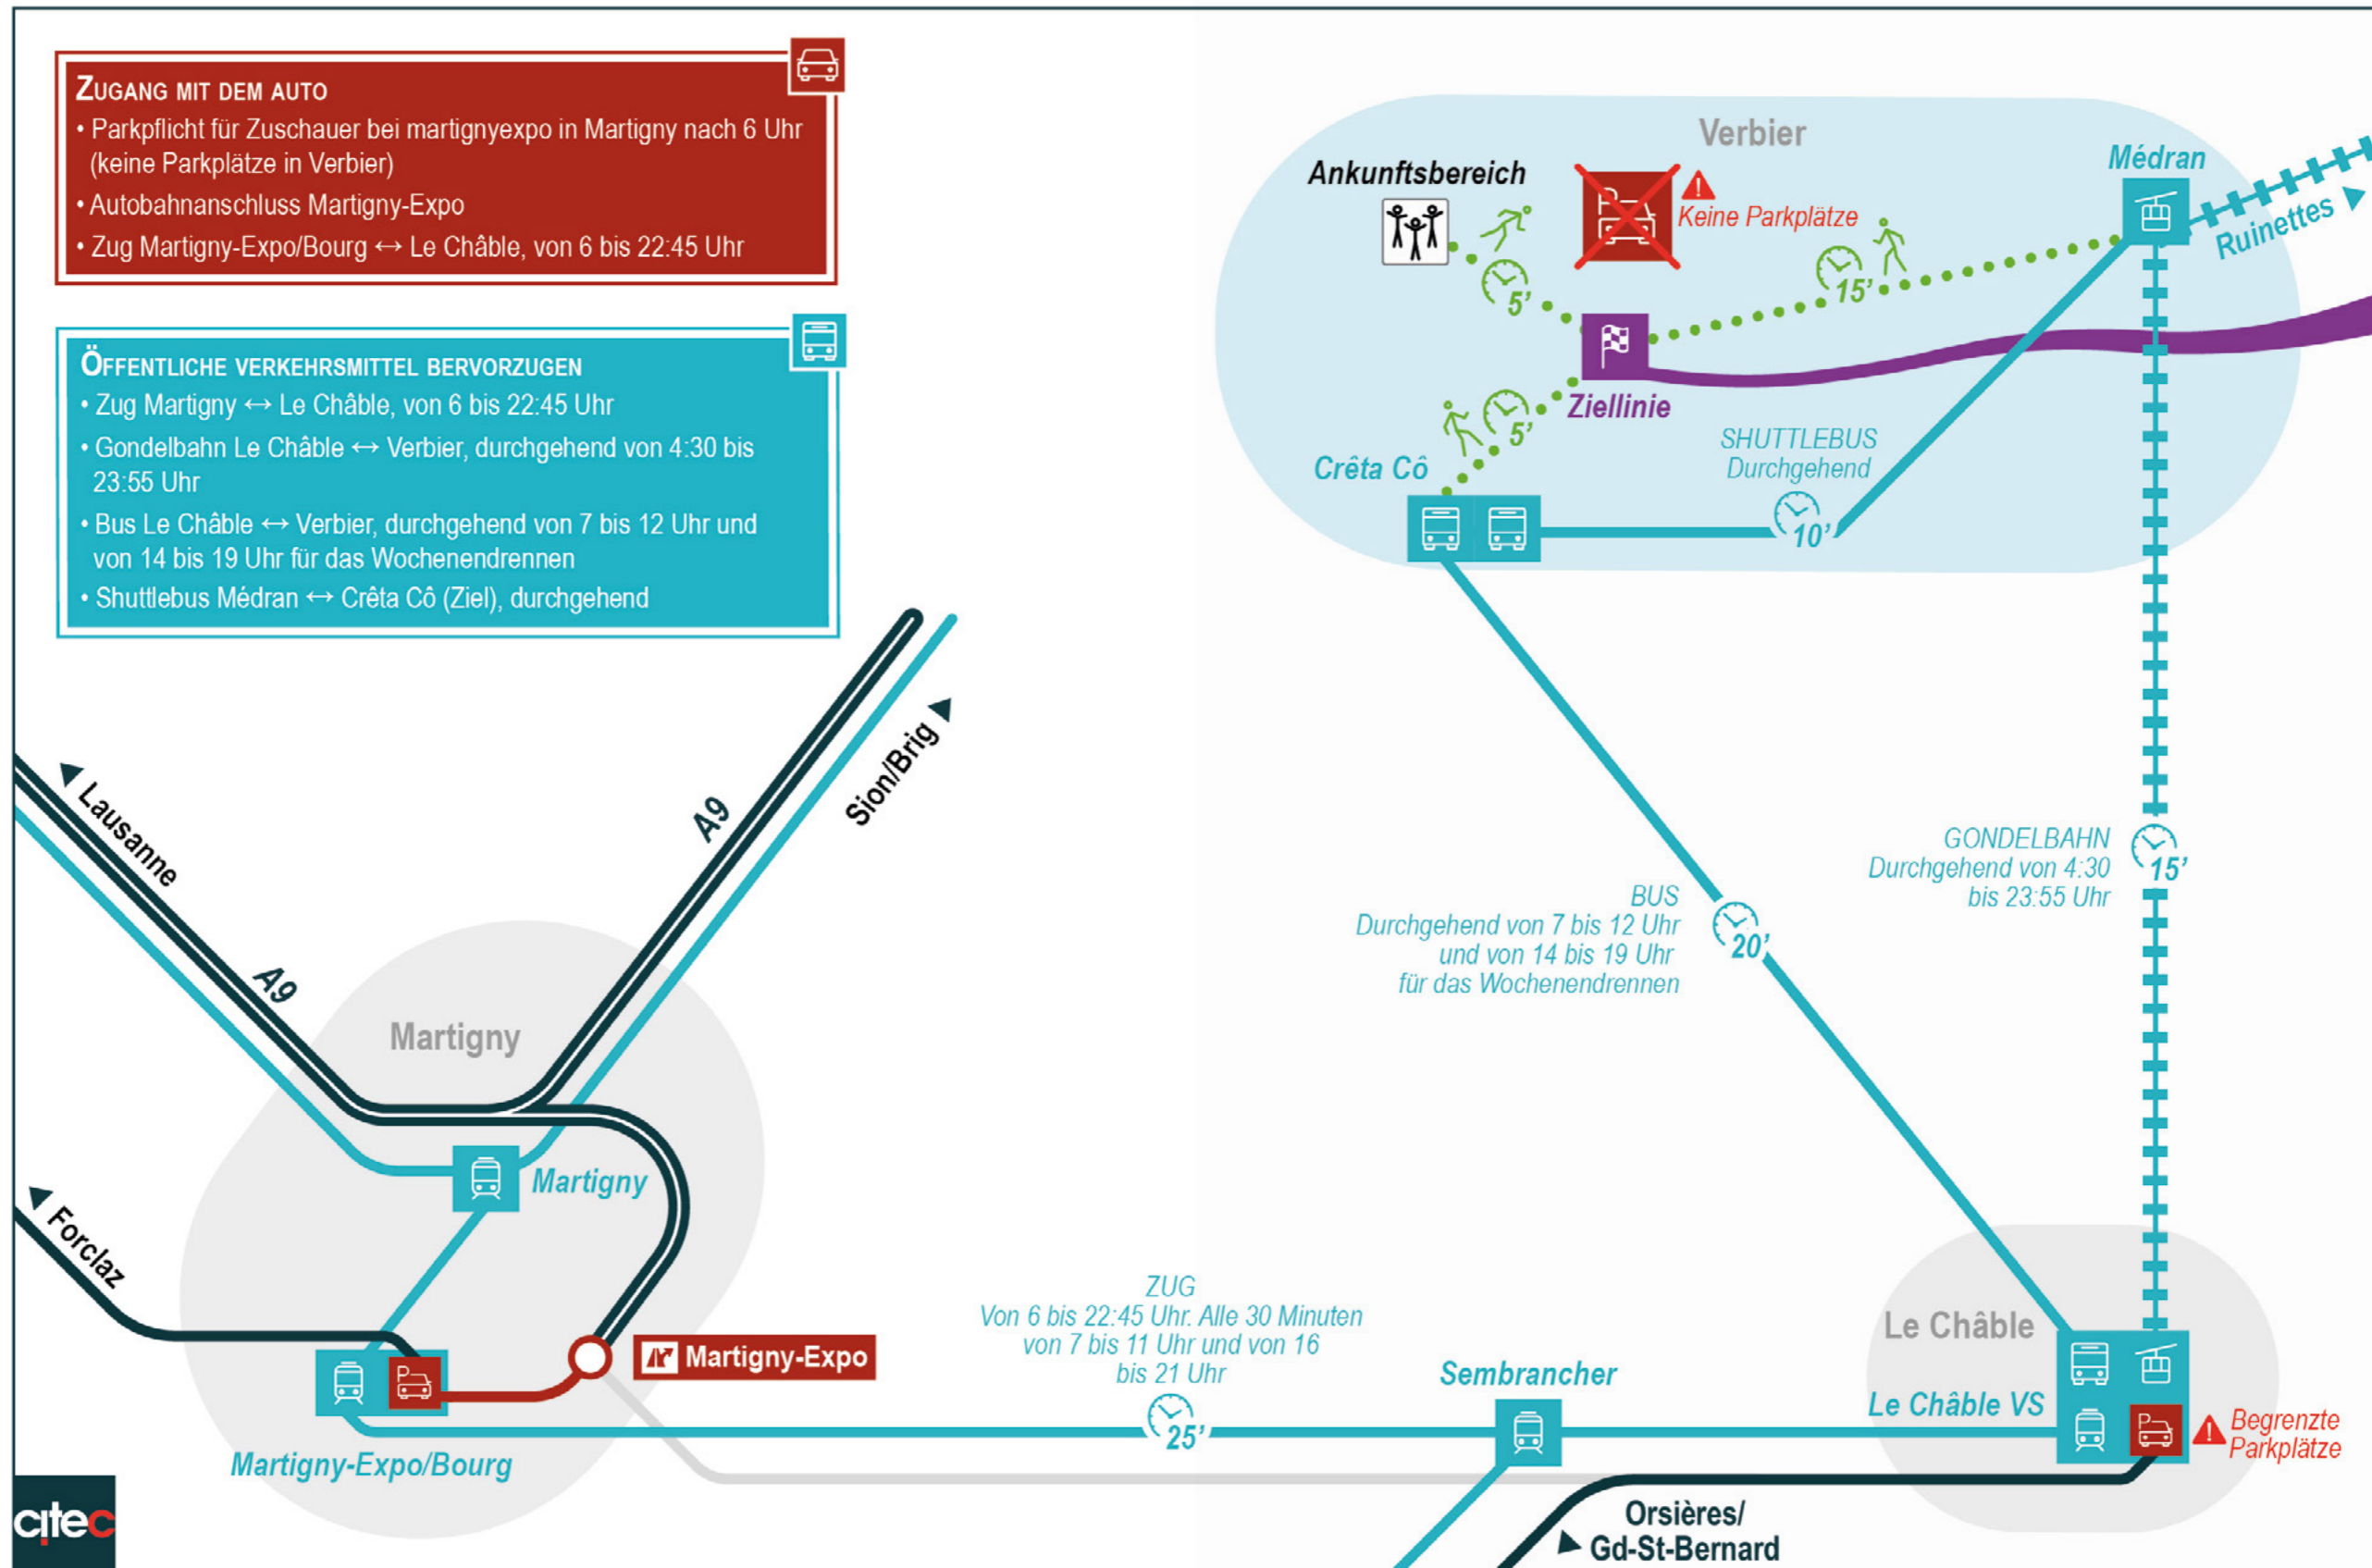 ZUGANG MIT DEM AUTO
• Parkpflicht für Zuschauer bei martignyexpo in Martigny nach 6 Uhr
(keine Parkplätze in Verbier)
• Autobahnanschluss Martigny-Expo
• Zug Martigny-Expo/Bourg ↔ Le Châble, von 6 bis 22:45 Uhr
ÖFFENTLICHE VERKEHRSMITTEL BERVORZUGEN
• Zug Martigny ↔ Le Châble, von 6 bis 22:45 Uhr
• Gondelbahn Le Châble ↔ Verbier, durchgehend von 4:30 bis
23:55 Uhr
• Bus Le Châble ↔ Verbier, durchgehend von 7 bis 12 Uhr und
von 14 bis 19 Uhr für das Wochenendrennen
• Shuttlebus Médran ↔ Crêta Cô (Ziel), durchgehend
Verbier
Ankunftsbereich
P
Keine Parkplätze
Médran
Ruinettes
5'
15'
Ziellinie
5'
Crêta Cô
SHUTTLEBUS
Durchgehend
10'
GONDELBAHN
Durchgehend von 4:30
bis 23:55 Uhr
15'
BUS
Durchgehend von 7 bis 12 Uhr
und von 14 bis 19 Uhr
für das Wochenendrennen
20'
Lausanne
A9
A9
Sion/Brig
Martigny
Martigny
Forclaz
P
Martigny-Expo
Martigny-Expo/Bourg
ZUG
Von 6 bis 22:45 Uhr. Alle 30 Minuten
von 7 bis 11 Uhr und von 16
bis 21 Uhr
25'
Sembrancher
Le Châble
Le Châble VS
P
Begrenzte
Parkplätze
Orsières/
Gd-St-Bernard
citec